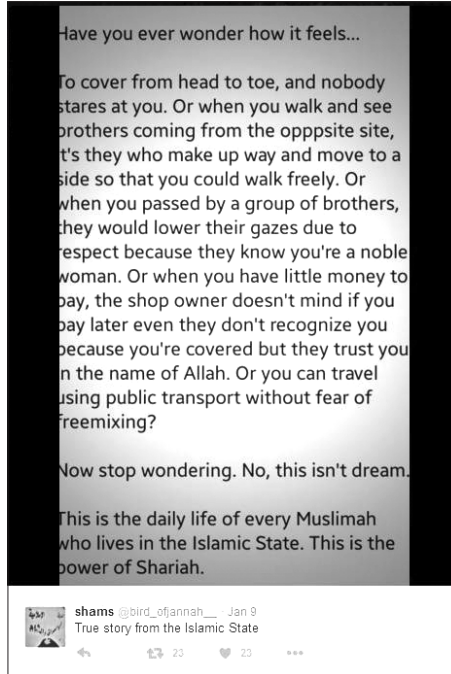 Have you ever wonder how it feels...
To cover from head to toe, and nobody
stares at you. Or when you walk and see
brothers coming from the opppsite site,
t's they who make up way and move to a
side so that you could walk freely. Or
when you passed by a group of brothers,
they would lower their gazes due to
respect because they know you're a noble
woman. Or when you have little money to
pay, the shop owner doesn't mind if you
pay later even they don't recognize you
because you're covered but they trust you
n the name of Allah. Or you can travel
using public transport without fear of
freemixing?
Now stop wondering. No, this isn't dream.
This is the daily life of every Muslimah
who lives in the Islamic State. This is the
power of Shariah.
shams @bird_ofjannah__ · Jan 9
True story from the Islamic State
23 23